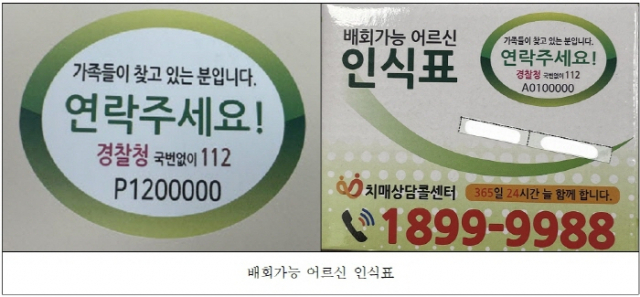 가족들이 찾고 있는 분입니다.
연락주세요!
경찰청 국번없이 112
P1200000
배회가능 어르신
인식표
가족들이 찾고 있는 분입니다.
연락주세요!
경찰청 국번없이 112
A0100000
치매상담콜센터 365일 24시간 늘 함께 합니다.
1899-9988
배회가능 어르신 인식표